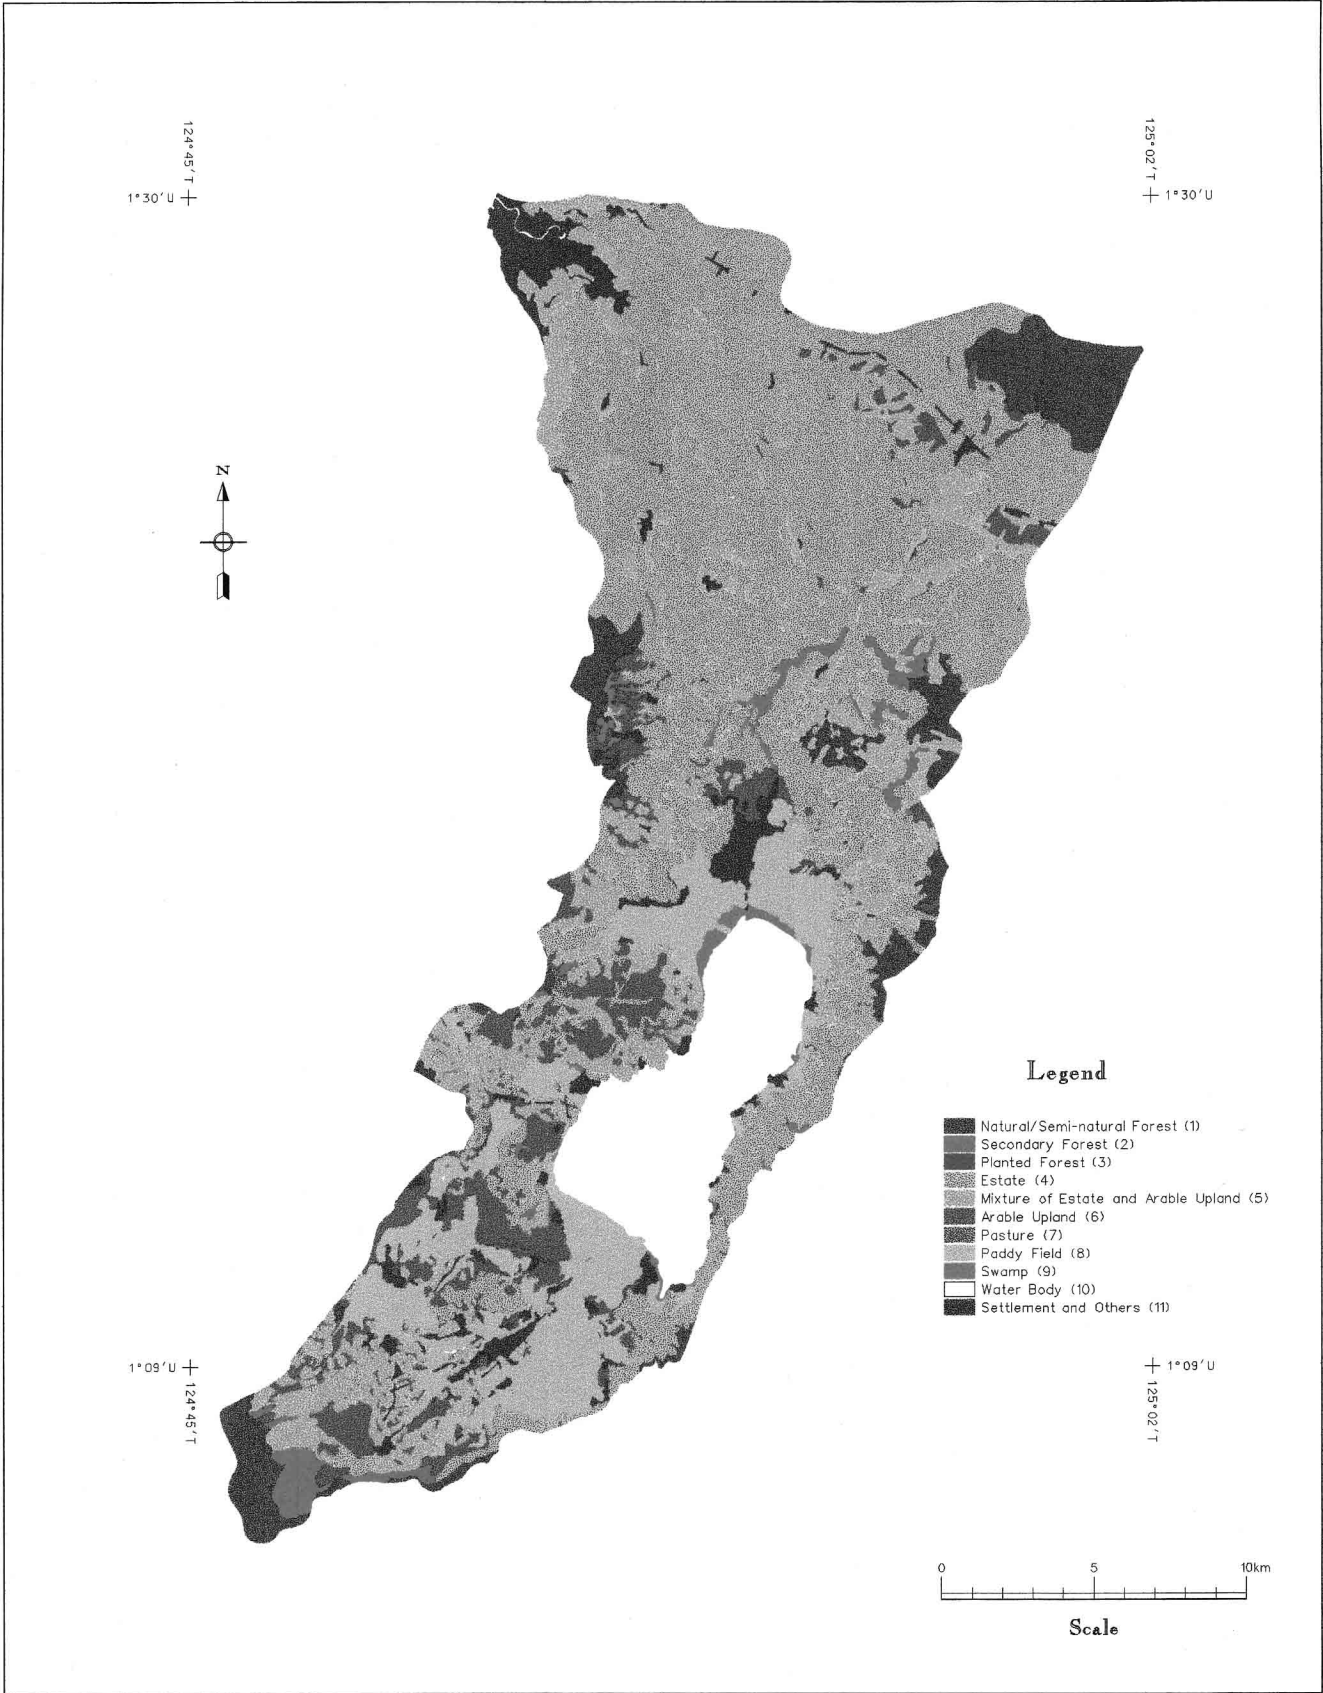 124°45'T
125°02'T
1°30'U
1°30'U
N
Legend
Natural/Semi-natural Forest (1)
Secondary Forest (2)
Planted Forest (3)
Estate (4)
Mixture of Estate and Arable Upland (5)
Arable Upland (6)
Pasture (7)
Paddy Field (8)
Swamp (9)
Water Body (10)
Settlement and Others (11)
1°09'U
1°09'U
124°45'T
125°02'T
0 5 10km
Scale